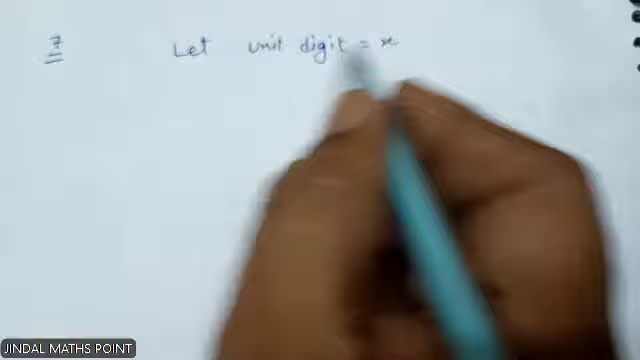 7 Let unit digit = x
JINDAL MATHS POINT